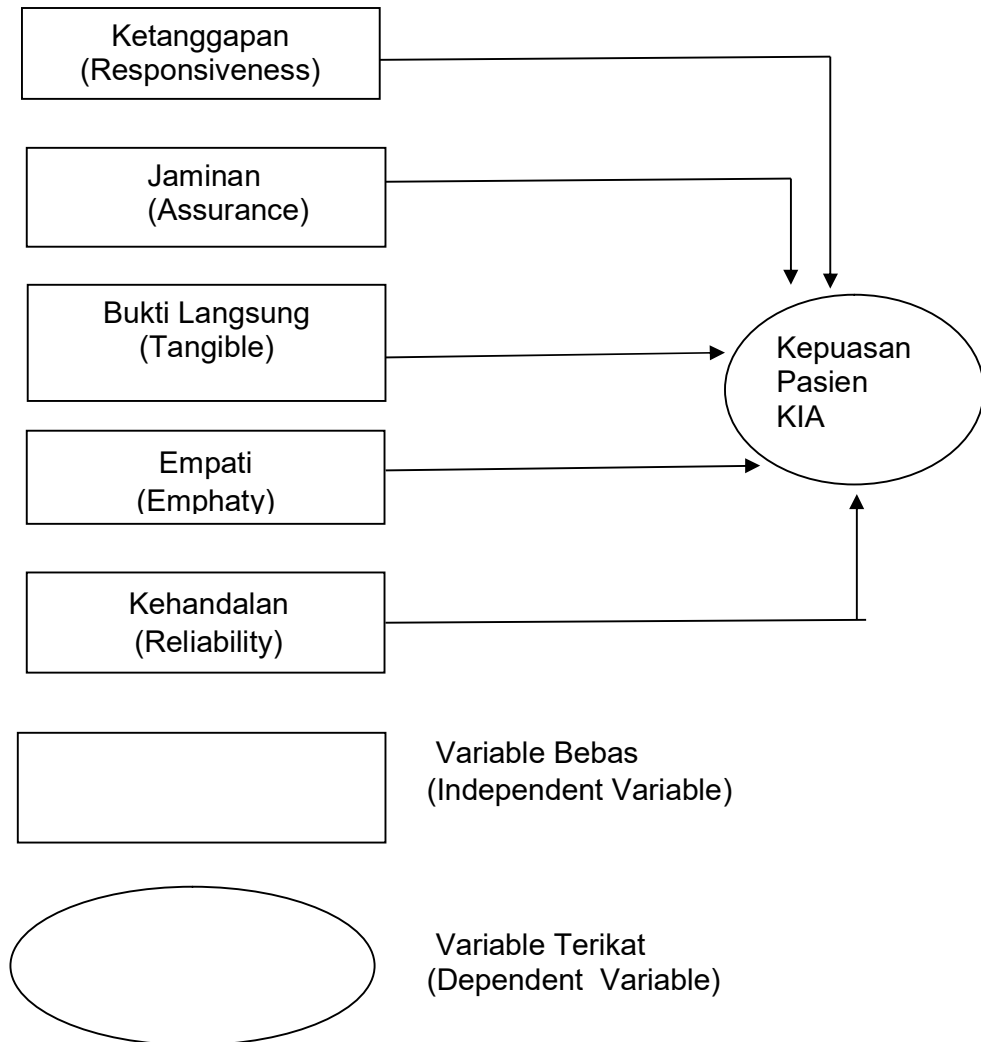 Ketanggapan
(Responsiveness)
Jaminan
(Assurance)
Bukti Langsung
(Tangible)
Kepuasan
Pasien
KIA
Empati
(Emphaty)
Kehandalan
(Reliability)
Variable Bebas
(Independent Variable)
Variable Terikat
(Dependent Variable)